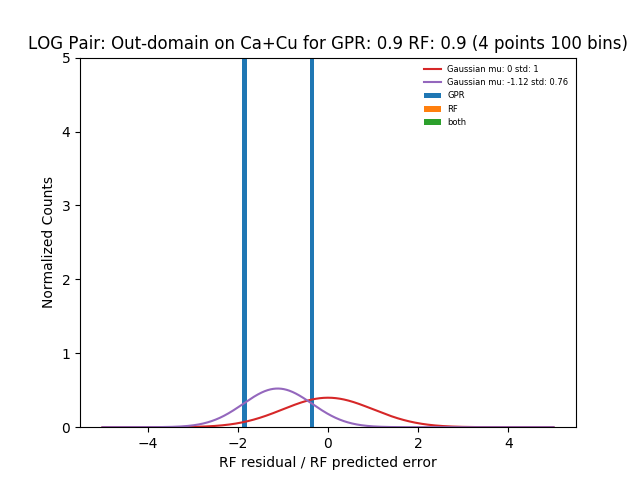 LOG Pair: Out-domain on Ca+Cu for GPR: 0.9 RF: 0.9 (4 points 100 bins)
Gaussian mu: 0 std: 1
Gaussian mu: -1.12 std: 0.76
GPR
RF
both
Normalized Counts
5
4
3
2
1
0
−4
−2
0
2
4
RF residual / RF predicted error